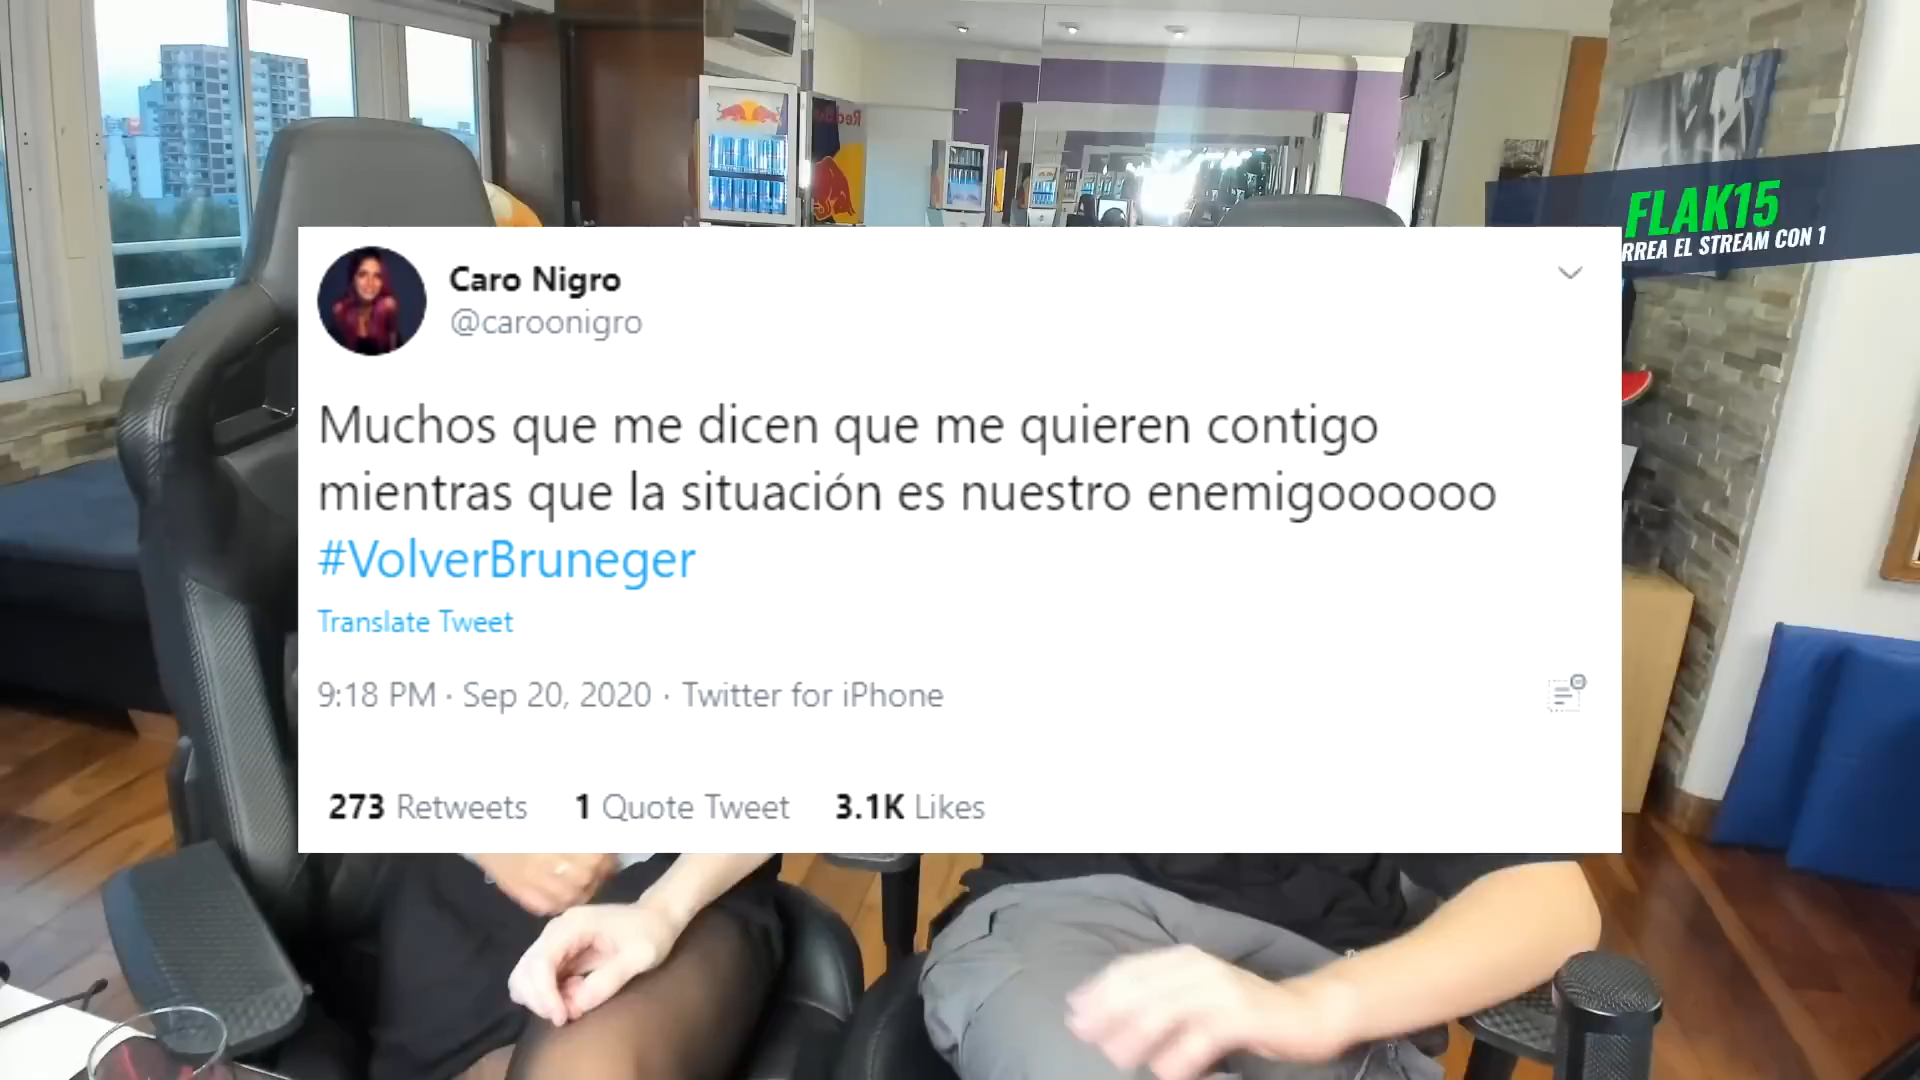 FLAK15
RREA EL STREAM CON 1
Caro Nigro
@caroonigro
Muchos que me dicen que me quieren contigo
mientras que la situación es nuestro enemigoooooo
#VolverBruneger
Translate Tweet
9:18 PM · Sep 20, 2020 · Twitter for iPhone
273 Retweets 1 Quote Tweet 3.1K Likes